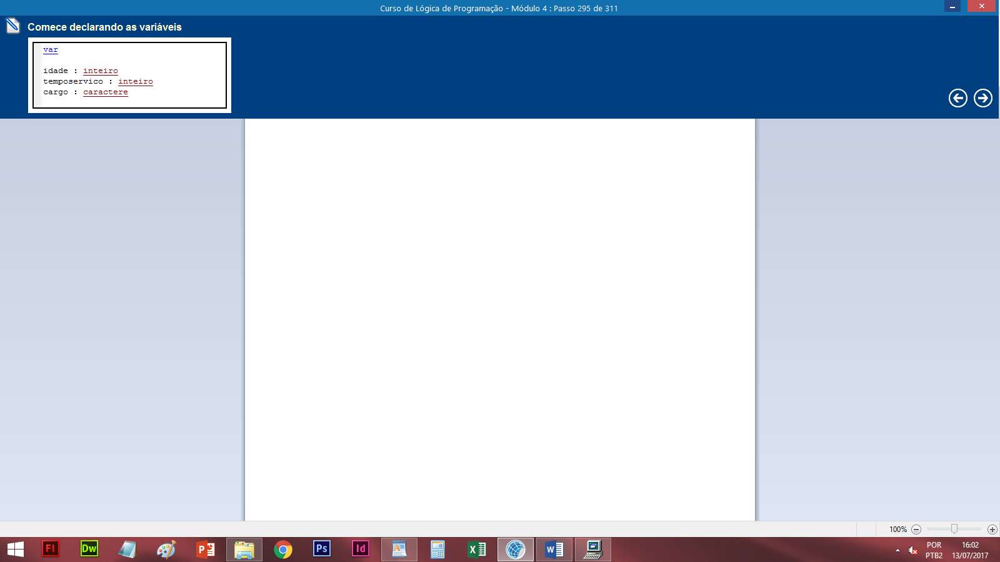 Curso de Lógica de Programação - Módulo 4 : Passo 295 de 311
Comece declarando as variáveis
var
idade : inteiro
temposervico : inteiro
cargo : caractere
100%
Fl
Dw
P
Ps
Id
A
X
W
POR
PTB2
16:02
13/07/2017